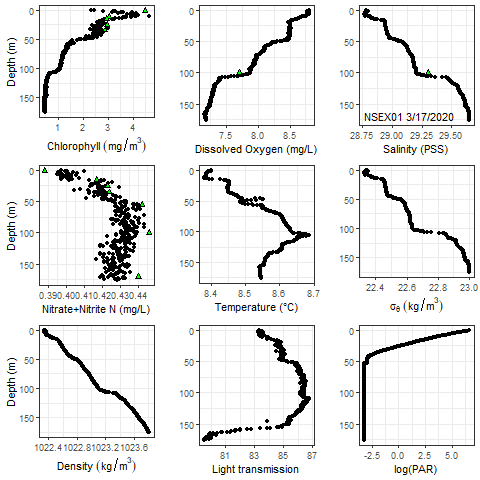 Depth (m)
0
50
100
150
1 2 3 4
Chlorophyll (mg/m³)
0
50
100
150
7.5 8.0 8.5
Dissolved Oxygen (mg/L)
0
50
100
150
NSEX01 3/17/2020
28.75 29.00 29.25 29.50
Salinity (PSS)
Depth (m)
0
50
100
150
0.39 0.40 0.41 0.42 0.43 0.44
Nitrate+Nitrite N (mg/L)
0
50
100
150
8.4 8.5 8.6 8.7
Temperature (°C)
0
50
100
150
22.4 22.6 22.8 23.0
σθ (kg/m³)
Depth (m)
0
50
100
150
1022.4 1022.8 1023.2 1023.6
Density (kg/m³)
0
50
100
150
81 83 85 87
Light transmission
0
50
100
150
-2.5 0.0 2.5 5.0
log(PAR)